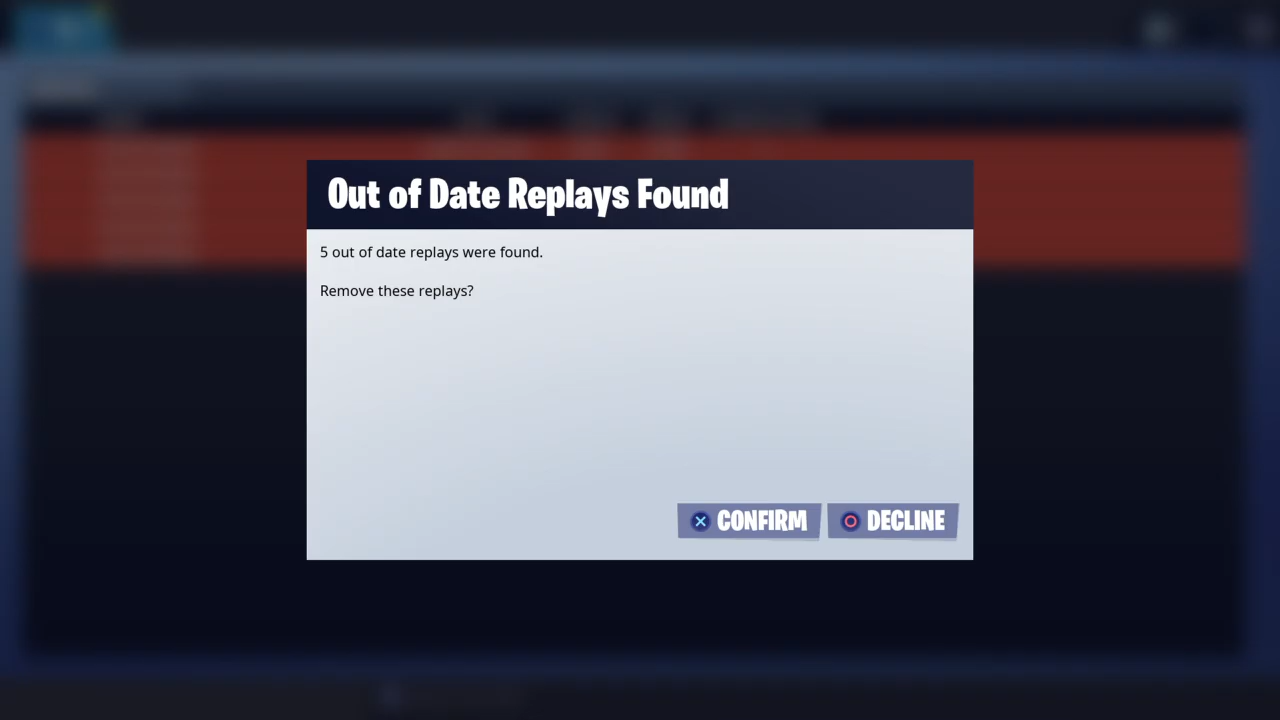 Out of Date Replays Found
5 out of date replays were found.
Remove these replays?
CONFIRM
DECLINE